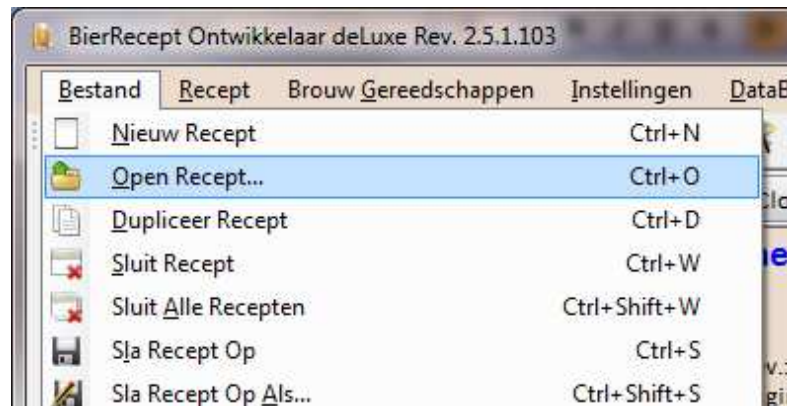 BierRecept Ontwikkelaar deLuxe Rev. 2.5.1.103
Bestand Recept Brouw Gereedschappen Instellingen DataB
Nieuw Recept Ctrl+N
Open Recept... Ctrl+O
Dupliceer Recept Ctrl+D
Sluit Recept Ctrl+W
Sluit Alle Recepten Ctrl+Shift+W
Sla Recept Op Ctrl+S
Sla Recept Op Als... Ctrl+Shift+S